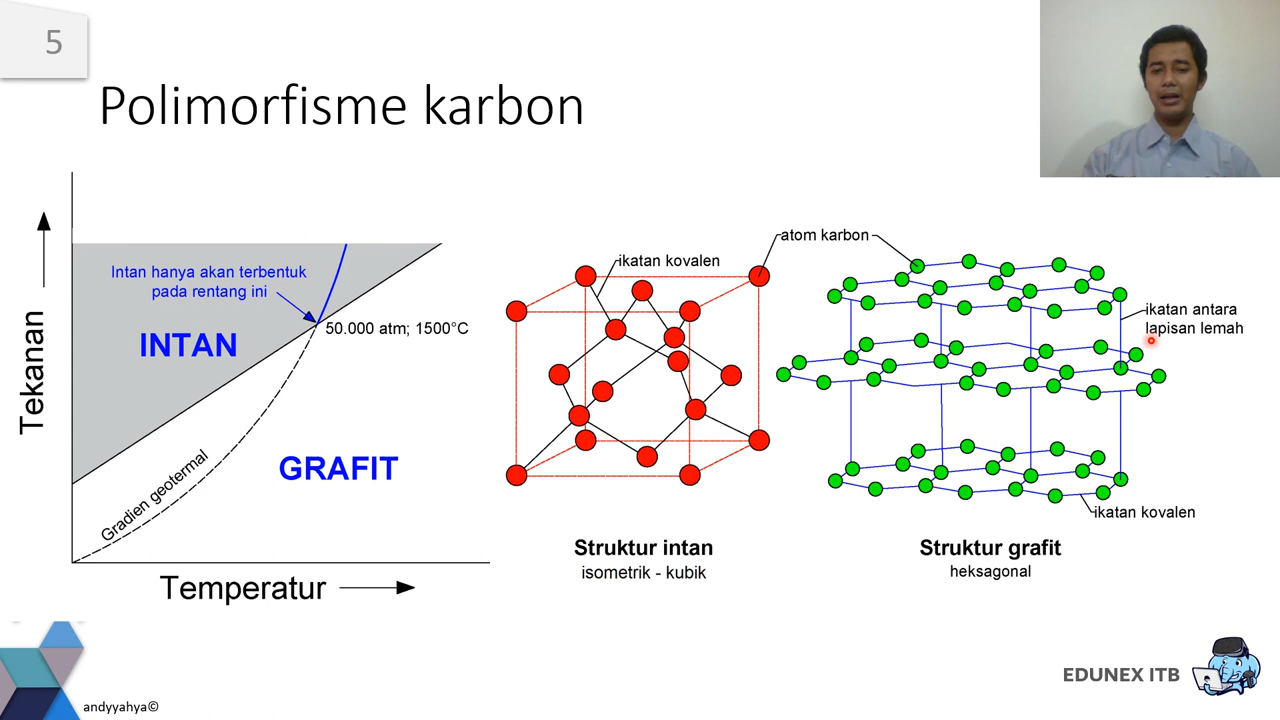 5
Polimorfisme karbon
Tekanan
Intan hanya akan terbentuk
pada rentang ini
INTAN
50.000 atm; 1500°C
GRAFIT
Gradien geotermal
Temperatur
ikatan kovalen
atom karbon
ikatan antara
lapisan lemah
ikatan kovalen
Struktur intan
isometrik - kubik
Struktur grafit
heksagonal
EDUNEX ITB
andyyahya©